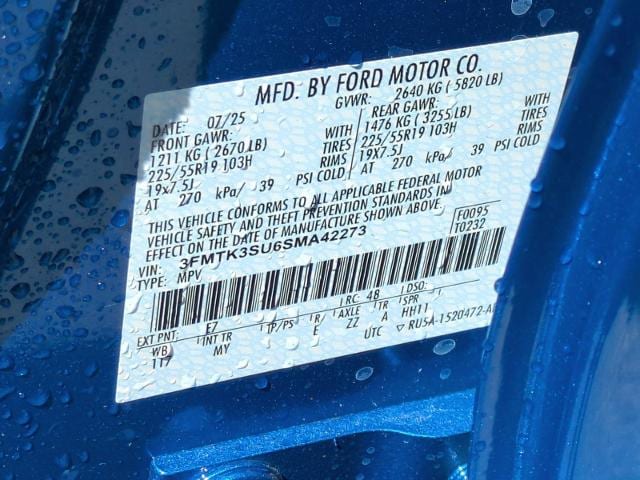 MFD. BY FORD MOTOR CO.
DATE: 07/25 GVWR: 2640 KG ( 5820 LB)
FRONT GAWR: REAR GAWR:
1211 KG ( 2670 LB) WITH 1476 KG ( 3255 LB) WITH
225/55R19 103H TIRES 225/55R19 103H TIRES
19X7.5J RIMS 19X7.5J RIMS
AT 270 kPa/ 39 PSI COLD AT 270 kPa/ 39 PSI COLD
THIS VEHICLE CONFORMS TO ALL APPLICABLE FEDERAL MOTOR
VEHICLE SAFETY AND THEFT PREVENTION STANDARDS IN
EFFECT ON THE DATE OF MANUFACTURE SHOWN ABOVE. F0095
VIN: 3FMTK3SU6SMA42273 T0232
TYPE: MPV
EXT PNT: E7 RC: 48 DSO:
WB INT TR TP/PS R AXLE TR SPR
117 MY E ZZ A HH11
UTC RU5A-1520472-A